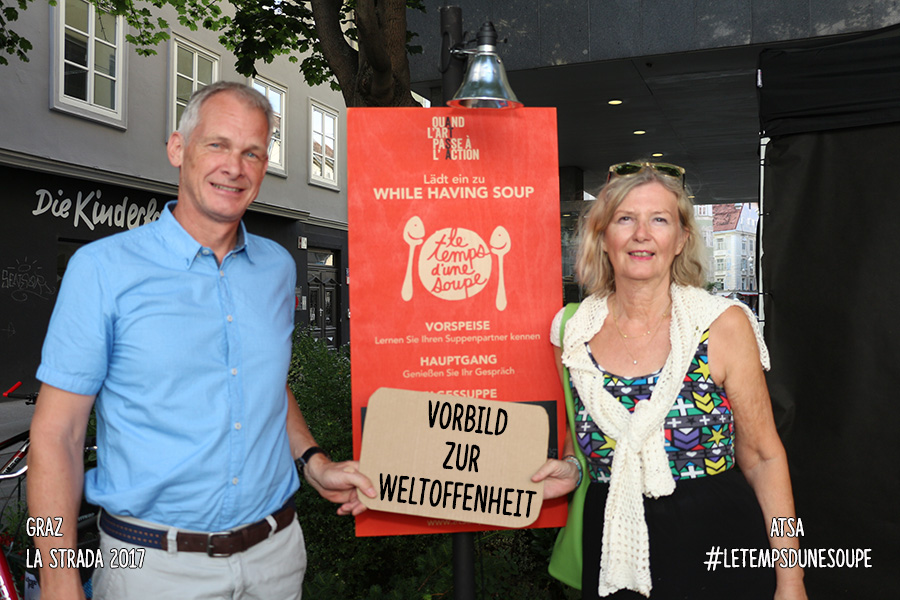 Die Kinder
QUAND
L'ART
PASSE À
L'ACTION
Lädt ein zu
WHILE HAVING SOUP
le
temps
d'une
soupe
VORSPEISE
Lernen Sie Ihren Suppenpartner kennen
HAUPTGANG
Genießen Sie Ihr Gespräch
AGESSUPPE
VORBILD
ZUR
WELTOFFENHEIT
GRAZ
LA STRADA 2017
ATSA
#LETEMPSDUNESOUPE